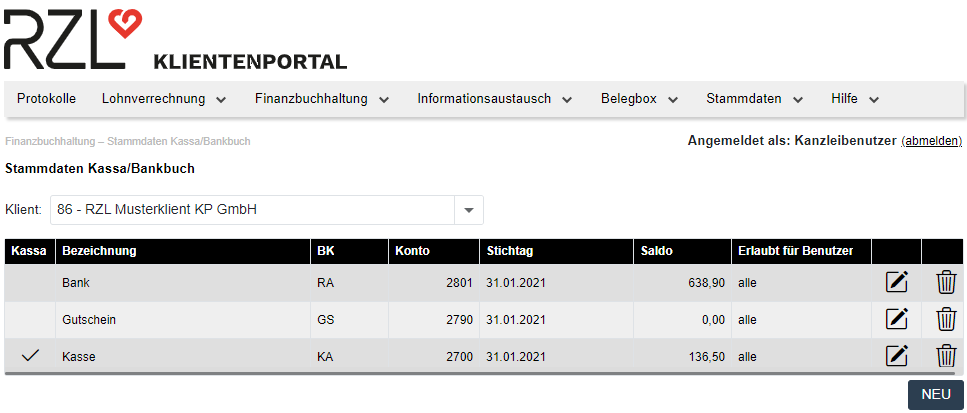 RZL KLIENTENPORTAL
Protokolle Lohnverrechnung Finanzbuchhaltung Informationsaustausch Belegbox Stammdaten Hilfe
Finanzbuchhaltung – Stammdaten Kassa/Bankbuch Angemeldet als: Kanzleibenutzer (abmelden)
Stammdaten Kassa/Bankbuch
Klient: 86 - RZL Musterklient KP GmbH
Kassa Bezeichnung BK Konto Stichtag Saldo Erlaubt für Benutzer
Bank RA 2801 31.01.2021 638,90 alle
Gutschein GS 2790 31.01.2021 0,00 alle
Kasse KA 2700 31.01.2021 136,50 alle
NEU